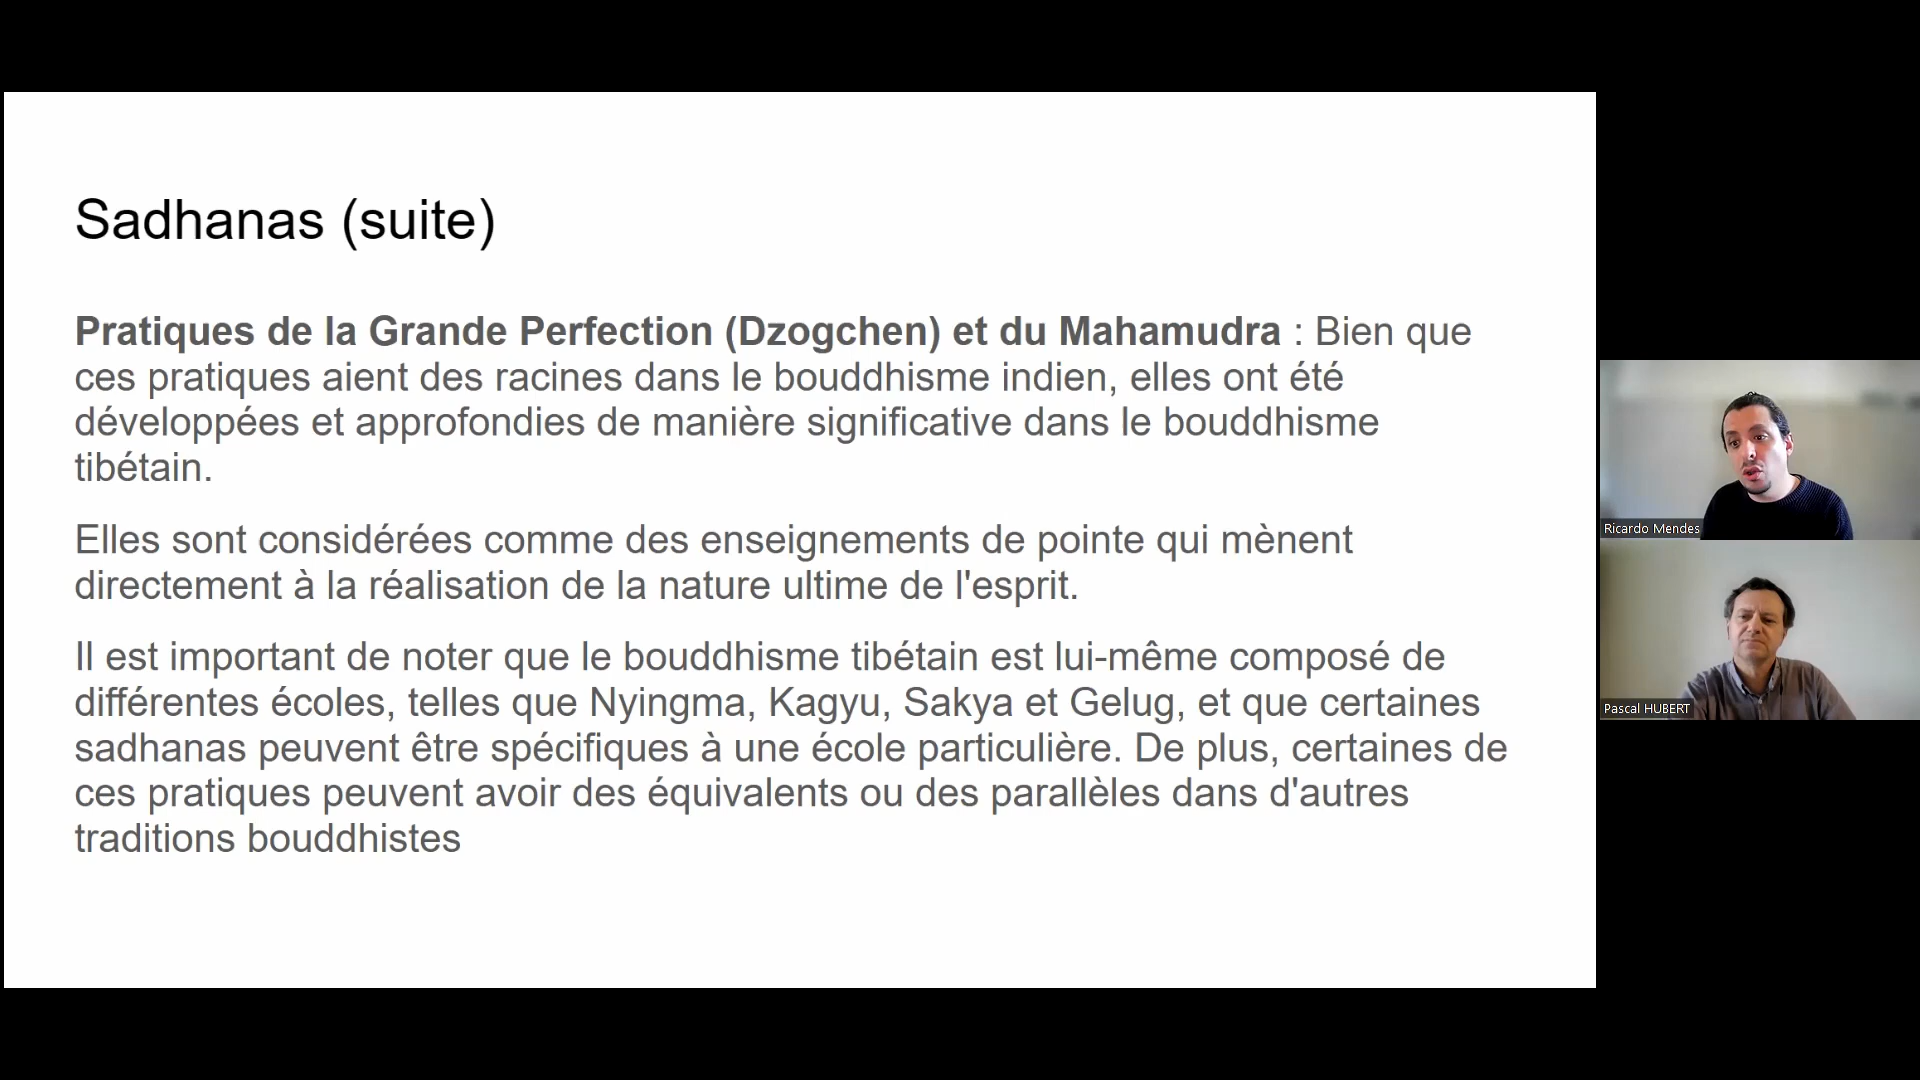 Sadhanas (suite)
Pratiques de la Grande Perfection (Dzogchen) et du Mahamudra : Bien que
ces pratiques aient des racines dans le bouddhisme indien, elles ont été
développées et approfondies de manière significative dans le bouddhisme
tibétain.
Elles sont considérées comme des enseignements de pointe qui mènent
directement à la réalisation de la nature ultime de l'esprit.
Il est important de noter que le bouddhisme tibétain est lui-même composé de
différentes écoles, telles que Nyingma, Kagyu, Sakya et Gelug, et que certaines
sadhanas peuvent être spécifiques à une école particulière. De plus, certaines de
ces pratiques peuvent avoir des équivalents ou des parallèles dans d'autres
traditions bouddhistes
Ricardo Mendes
Pascal HUBERT